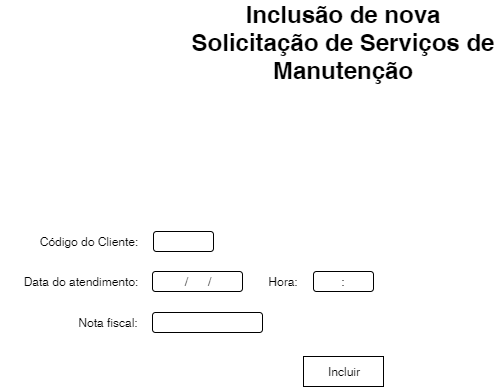 Inclusão de nova
Solicitação de Serviços de
Manutenção
Código do Cliente:
Data do atendimento: / / Hora: :
Nota fiscal:
Incluir